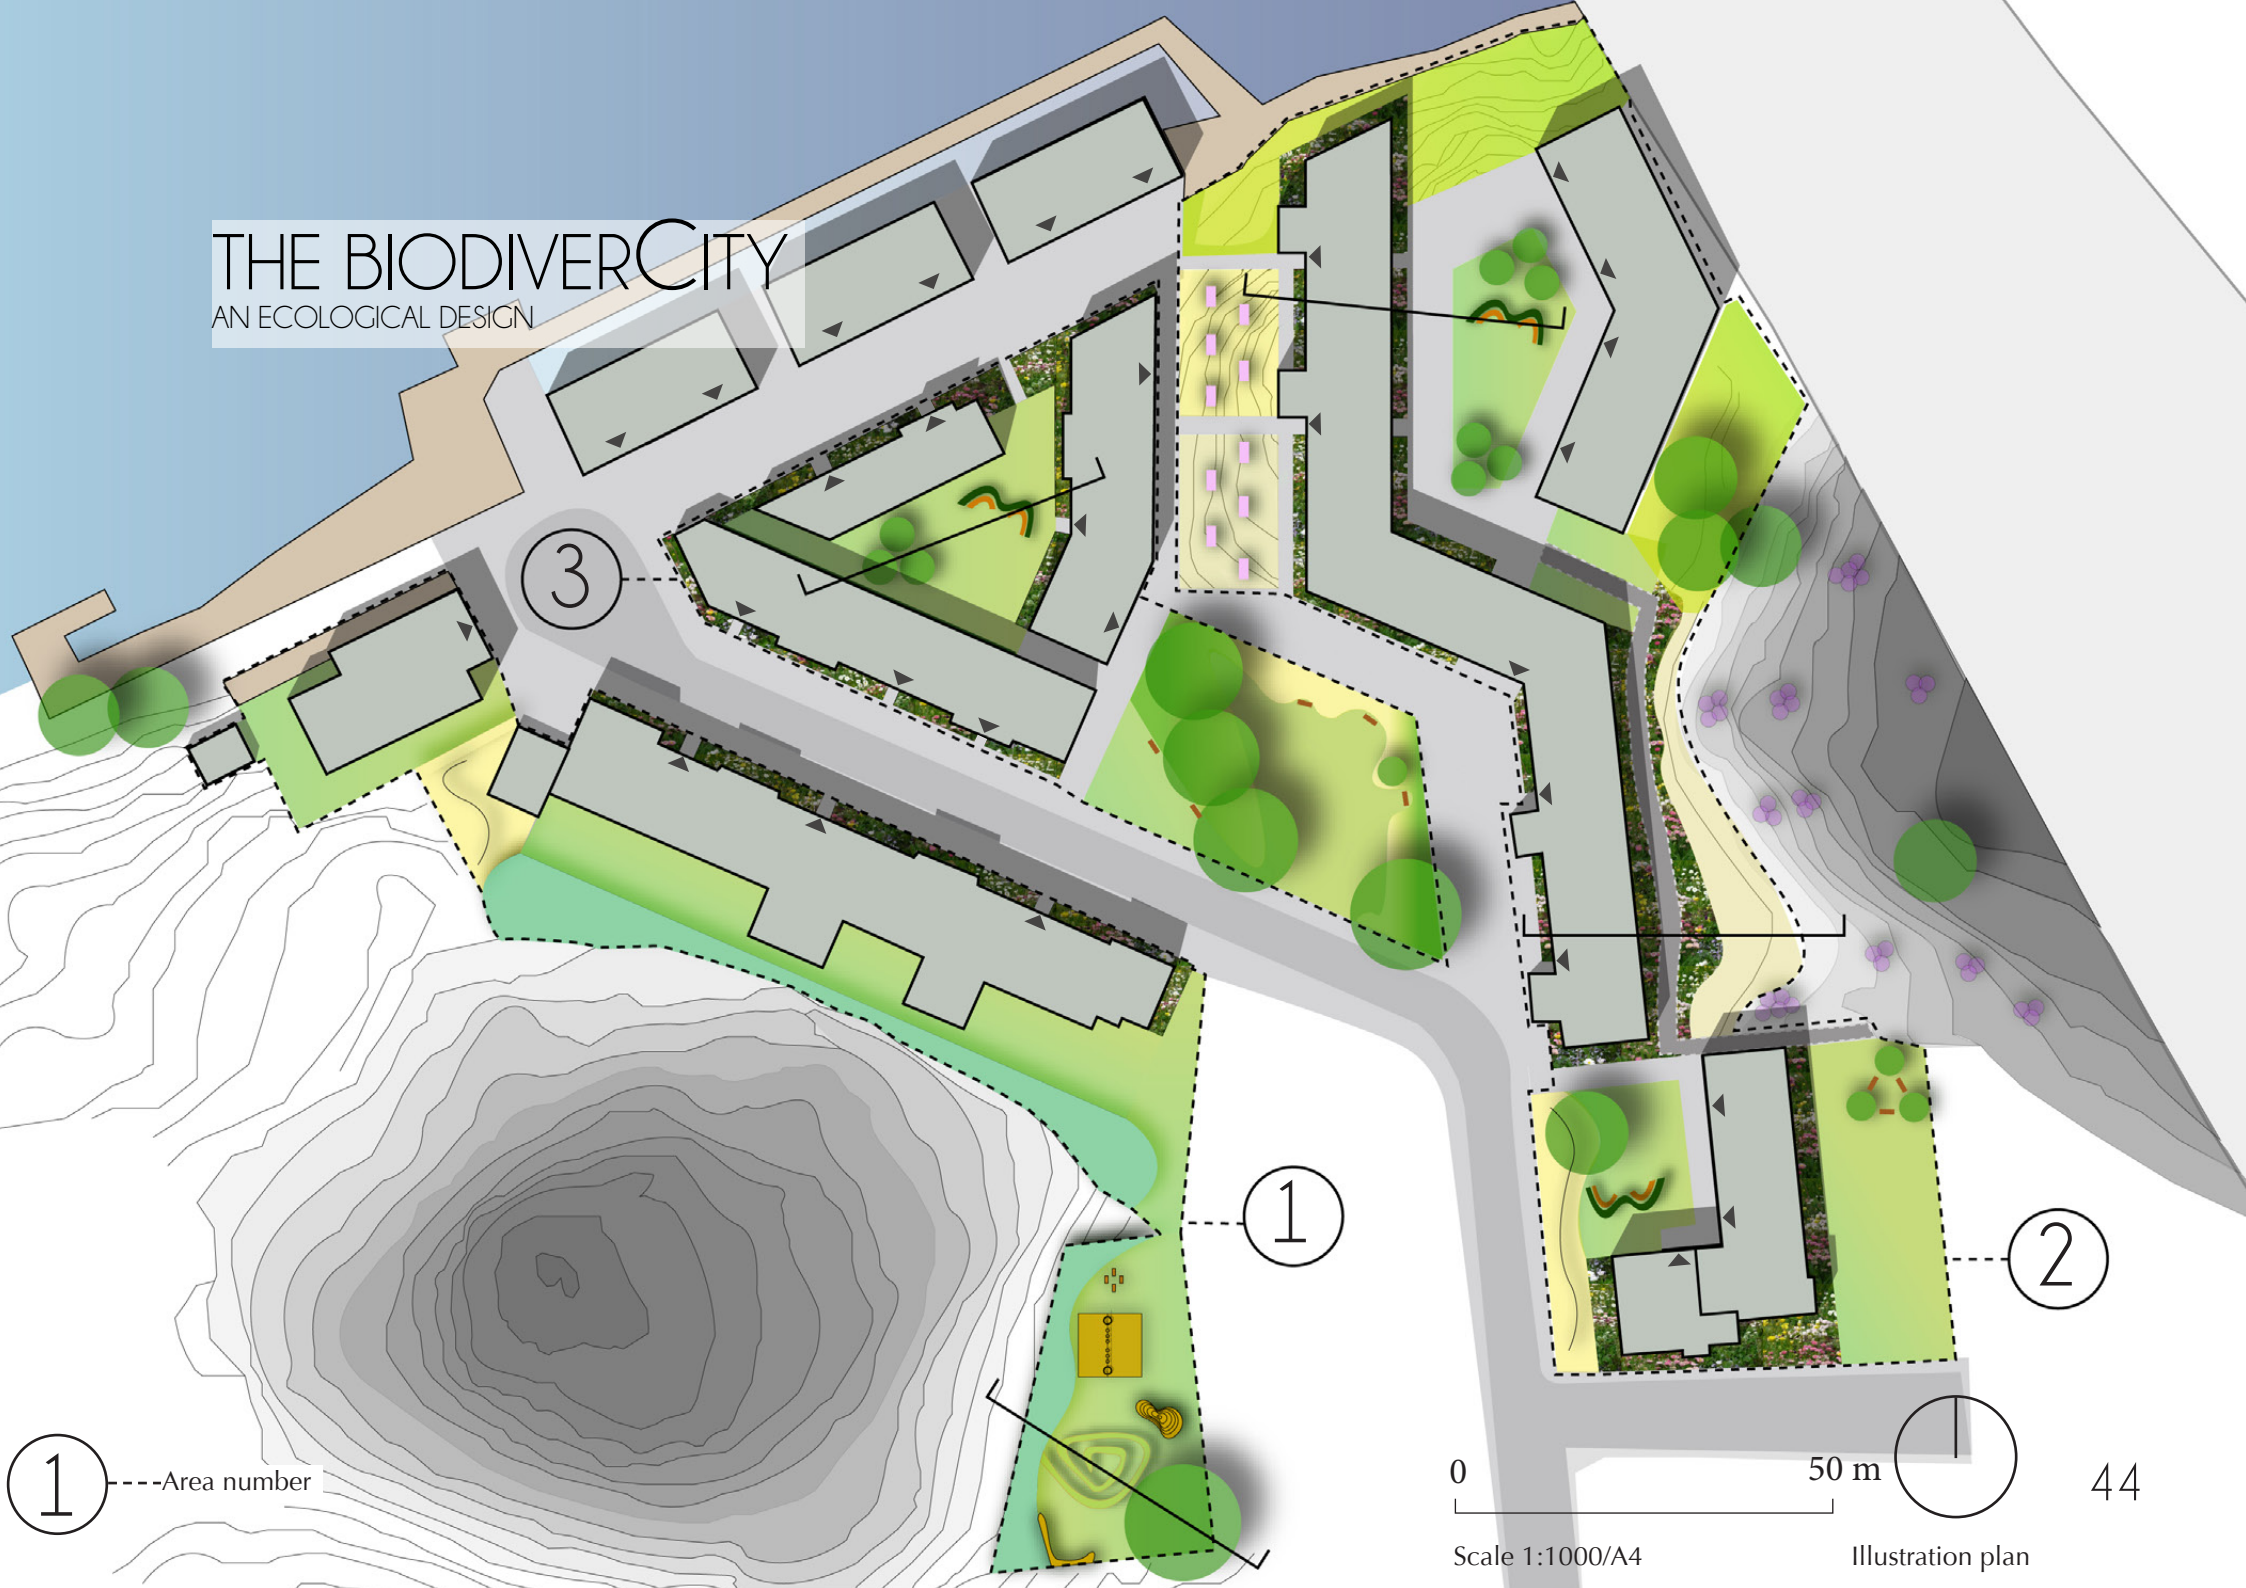 THE BIODIVERCITY
AN ECOLOGICAL DESIGN
3
1
2
1
Area number
0
50 m
44
Scale 1:1000/A4
Illustration plan